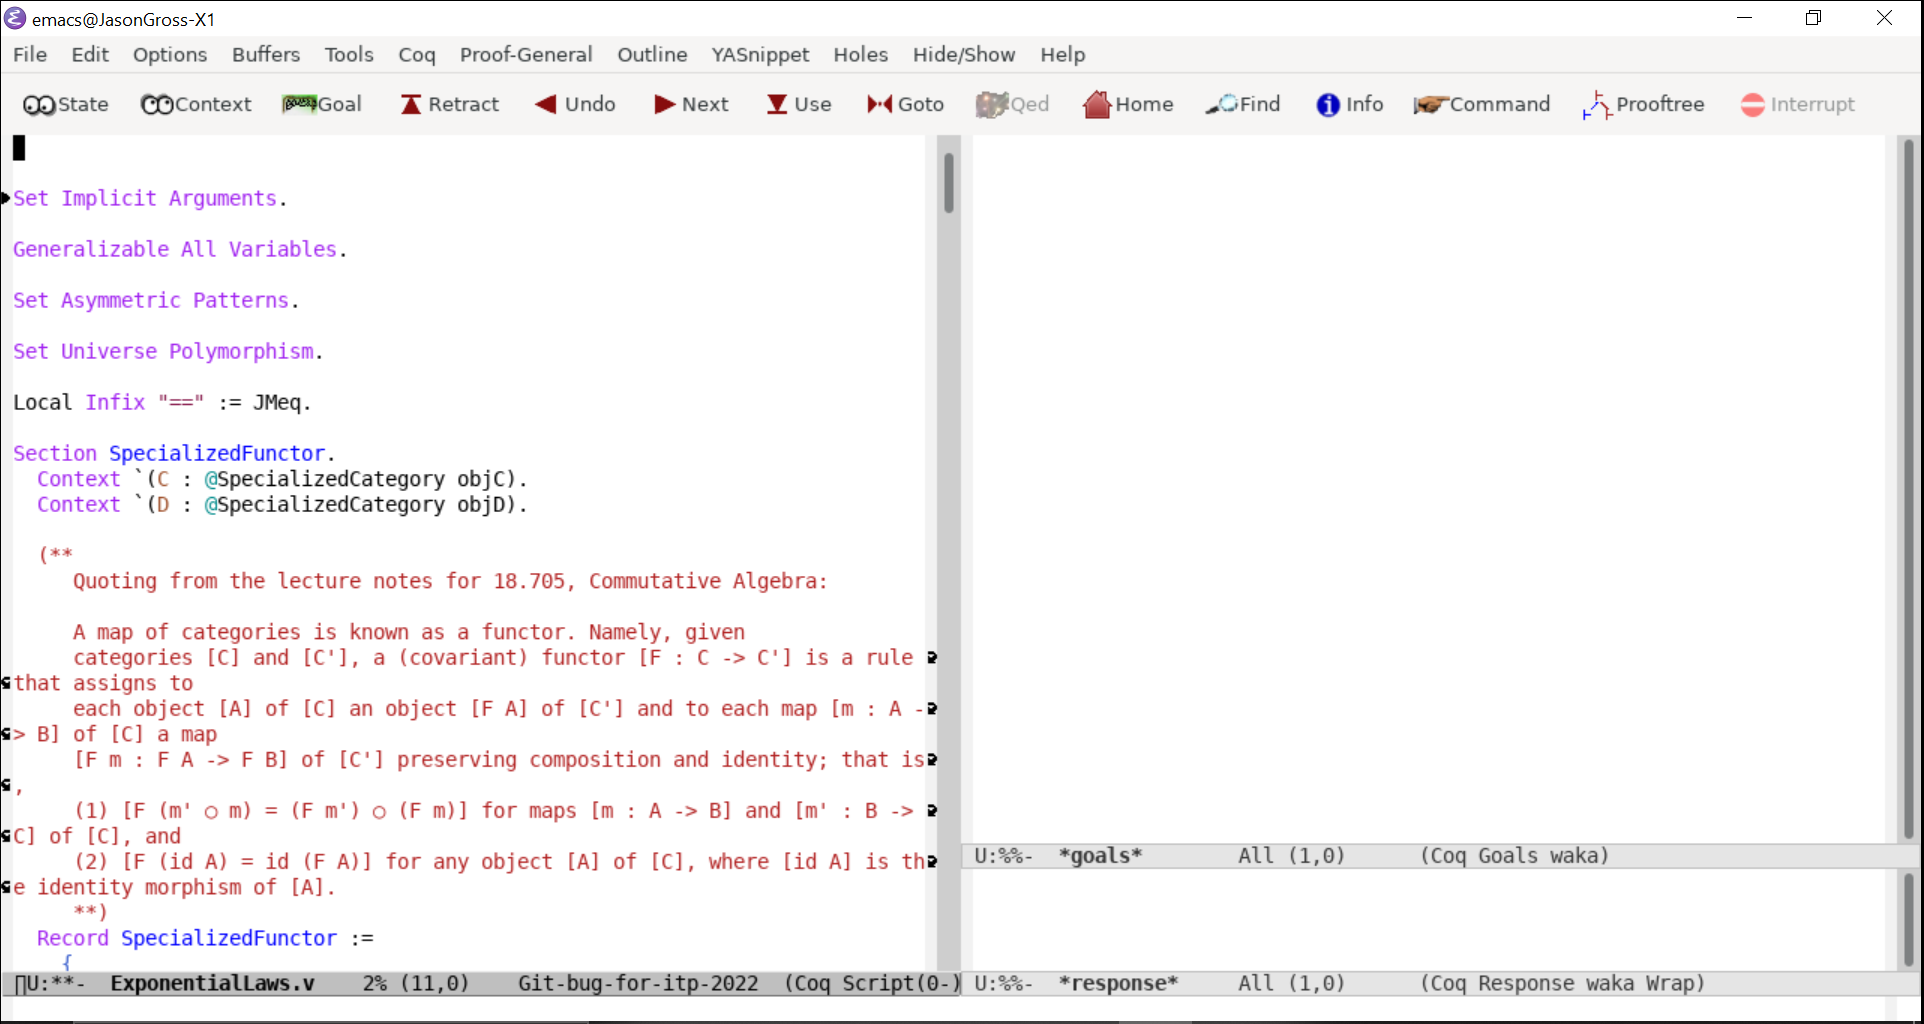 emacs@JasonGross-X1
File Edit Options Buffers Tools Coq Proof-General Outline YASnippet Holes Hide/Show Help
State Context Goal Retract Undo Next Use Goto Qed Home Find Info Command Prooftree Interrupt
Set Implicit Arguments.
Generalizable All Variables.
Set Asymmetric Patterns.
Set Universe Polymorphism.
Local Infix "==" := JMeq.
Section SpecializedFunctor.
  Context `(C : @SpecializedCategory objC).
  Context `(D : @SpecializedCategory objD).
  (**
     Quoting from the lecture notes for 18.705, Commutative Algebra:
     A map of categories is known as a functor. Namely, given
     categories [C] and [C'], a (covariant) functor [F : C -> C'] is a rule
that assigns to
     each object [A] of [C] an object [F A] of [C'] and to each map [m : A -
> B] of [C] a map
     [F m : F A -> F B] of [C'] preserving composition and identity; that is
,
     (1) [F (m' ○ m) = (F m') ○ (F m)] for maps [m : A -> B] and [m' : B ->
C] of [C], and
     (2) [F (id A) = id (F A)] for any object [A] of [C], where [id A] is th
e identity morphism of [A].
     **)
  Record SpecializedFunctor :=
    {
U:**-  ExponentialLaws.v    2% (11,0)    Git-bug-for-itp-2022  (Coq Script(0-)
U:%%-  *goals*        All (1,0)      (Coq Goals waka)
U:%%-  *response*     All (1,0)      (Coq Response waka Wrap)